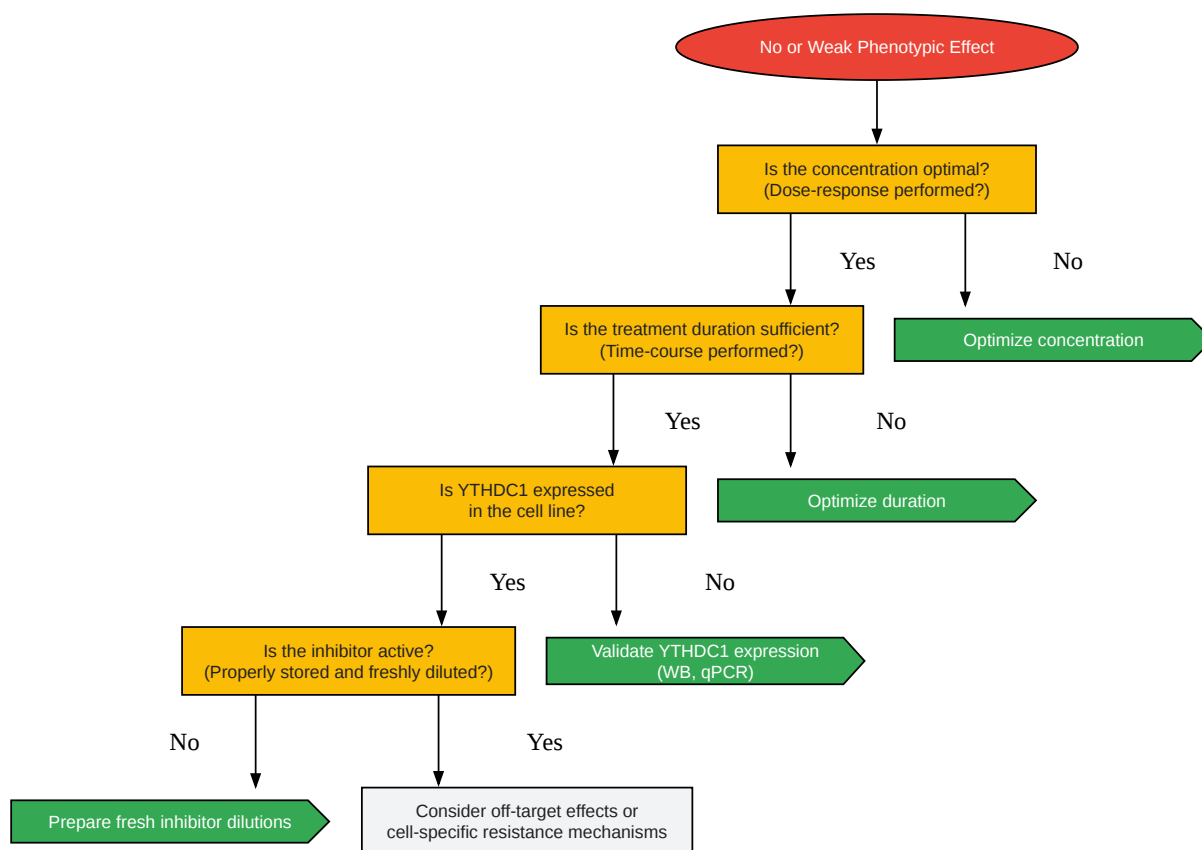 No or Weak Phenotypic Effect
Is the concentration optimal?
(Dose-response performed?)
Yes
No
Is the treatment duration sufficient?
(Time-course performed?)
Optimize concentration
Yes
No
Is YTHDC1 expressed
in the cell line?
Optimize duration
Yes
No
Is the inhibitor active?
(Properly stored and freshly diluted?)
Validate YTHDC1 expression
(WB, qPCR)
No
Yes
Prepare fresh inhibitor dilutions
Consider off-target effects or
cell-specific resistance mechanisms